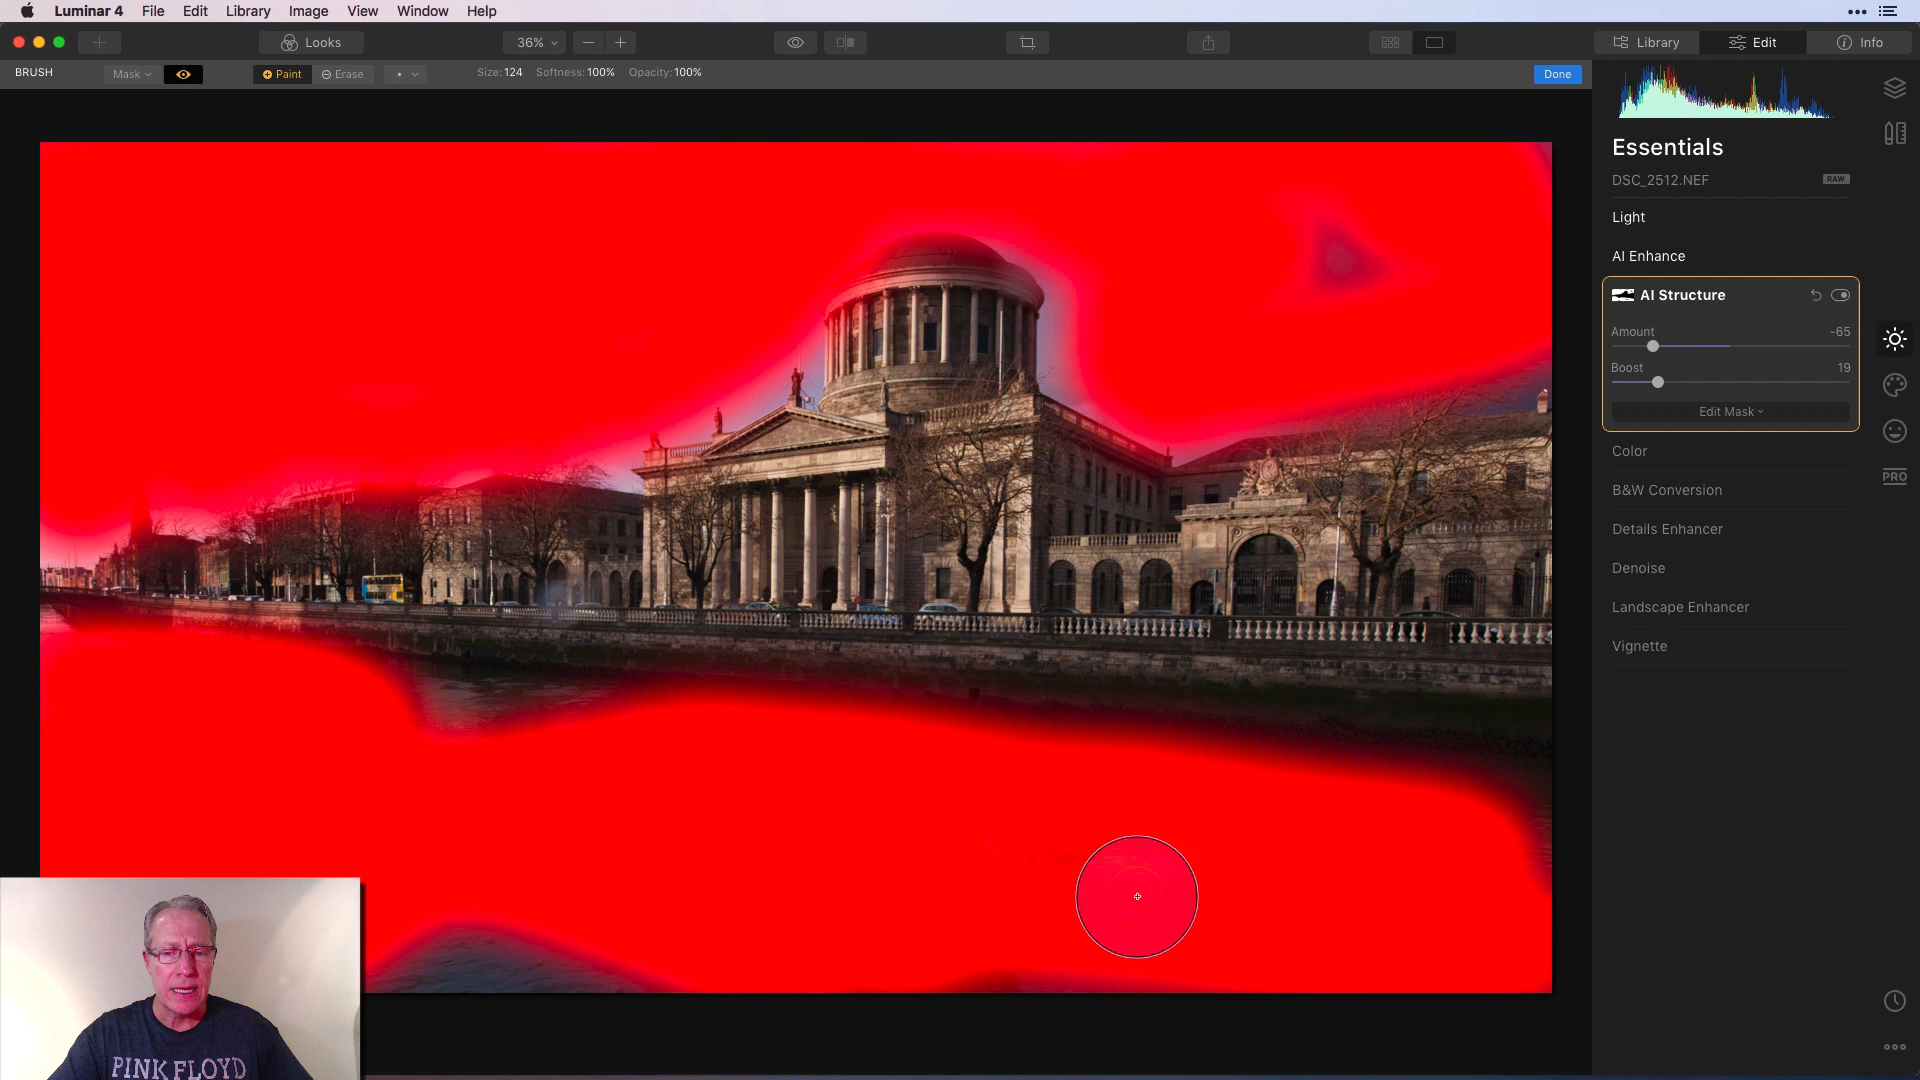 Luminar 4 File Edit Library Image View Window Help
Looks 36% Library Edit Info
BRUSH Mask Paint Erase Size: 124 Softness: 100% Opacity: 100% Done
Essentials
DSC_2512.NEF RAW
Light
AI Enhance
AI Structure
Amount -65
Boost 19
Edit Mask
Color
B&W Conversion
PRO
Details Enhancer
Denoise
Landscape Enhancer
Vignette
PINK FLOYD